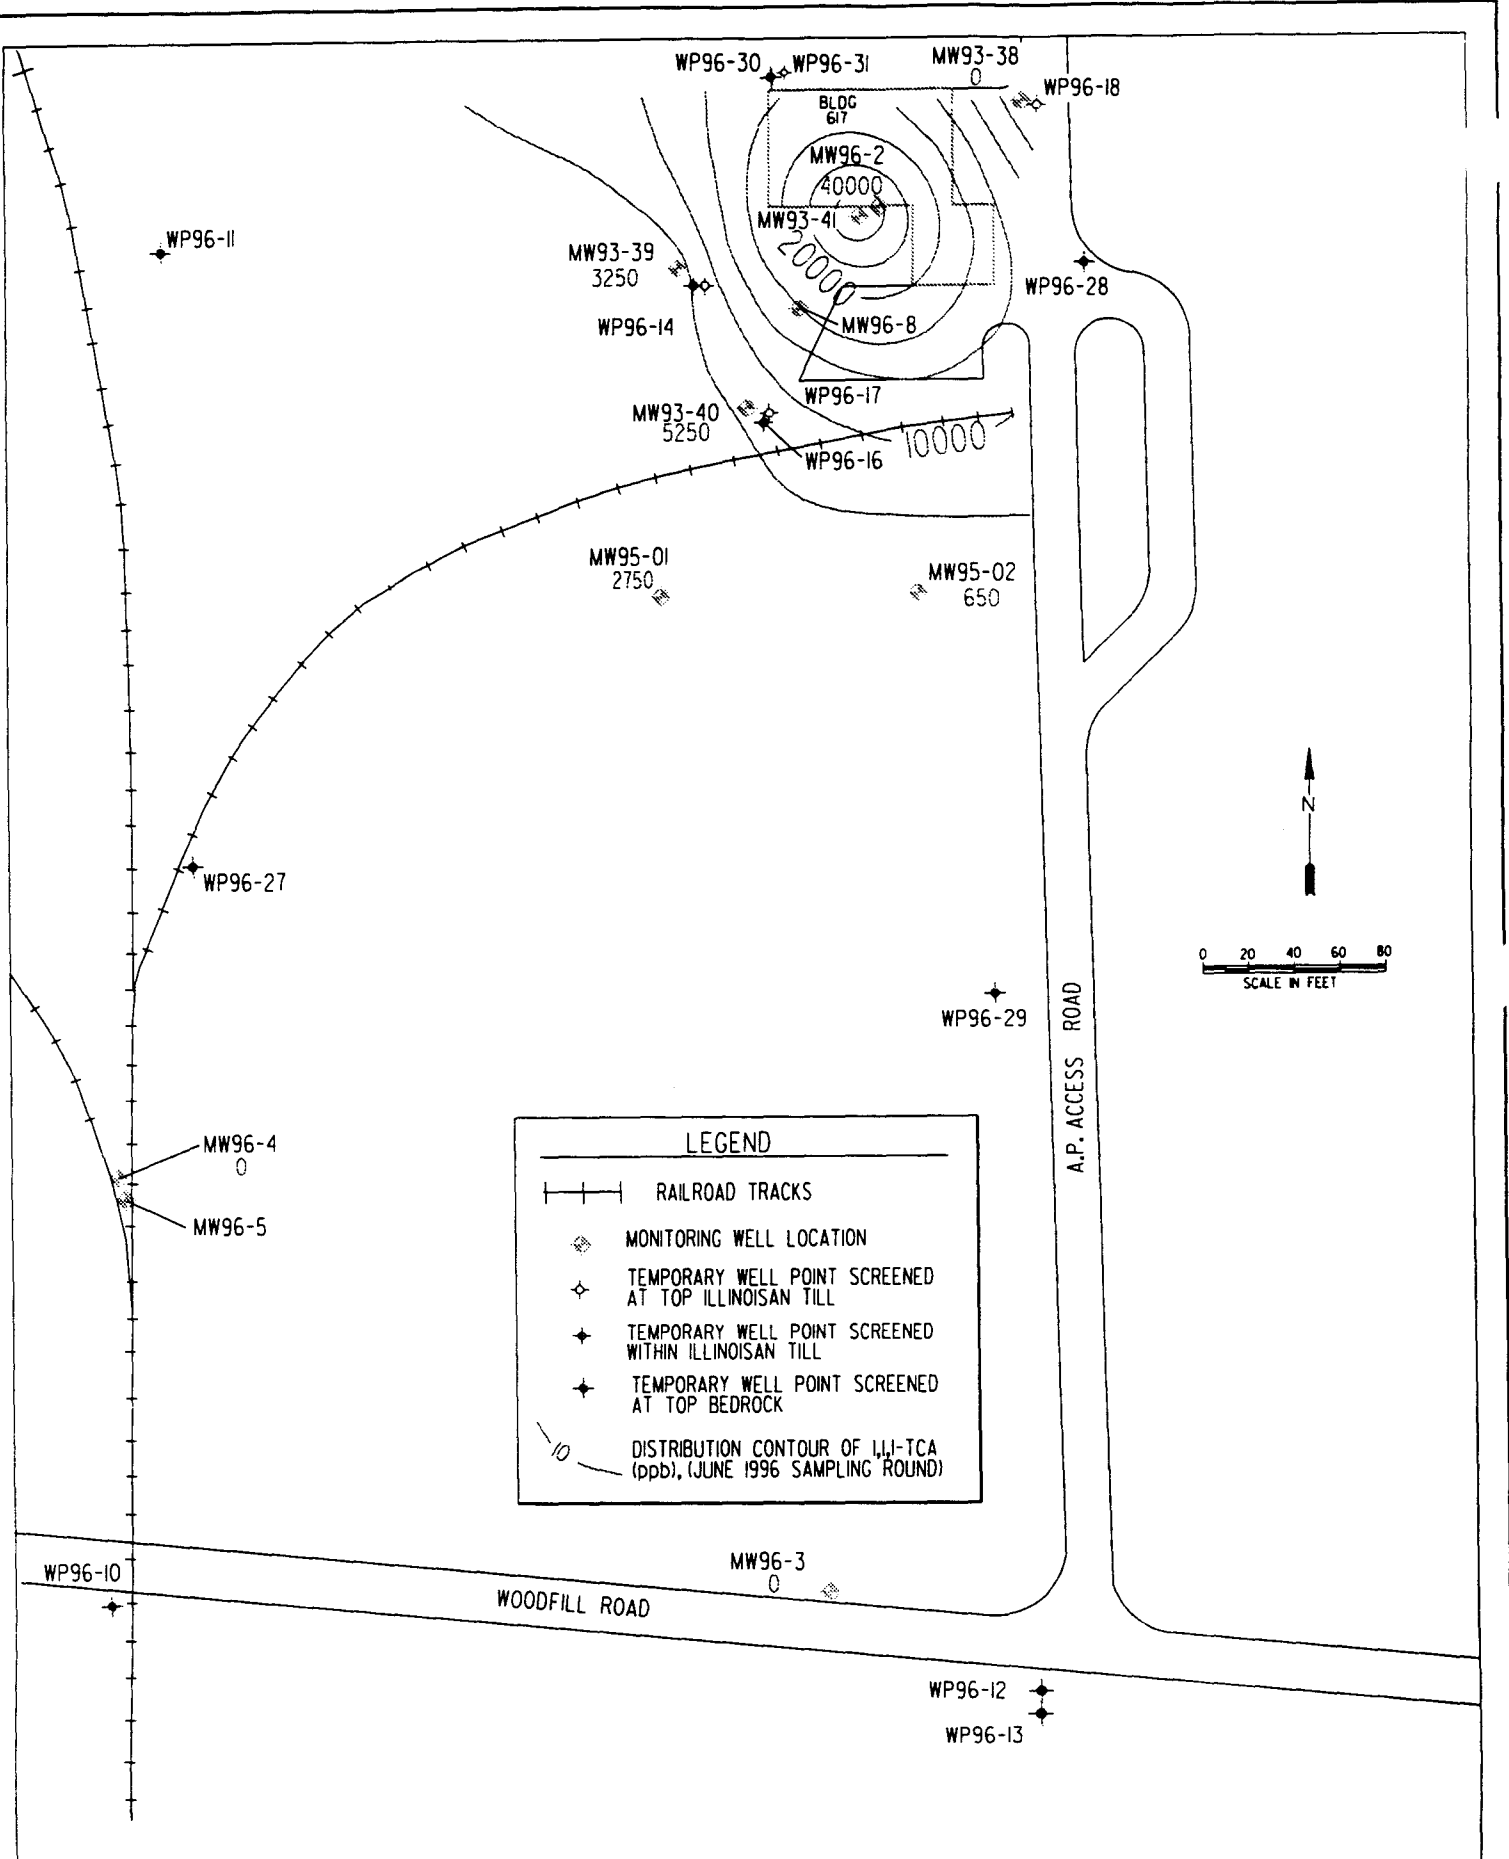 WP96-30
WP96-31
MW93-38
0
WP96-18
BLDG
617
MW96-2
40000
MW93-41
20000
WP96-11
MW93-39
3250
WP96-14
WP96-28
MW96-8
WP96-17
MW93-40
5250
WP96-16
10000
MW95-01
2750
MW95-02
650
N
WP96-27
0 20 40 60 80
SCALE IN FEET
WP96-29
A.P. ACCESS ROAD
MW96-4
0
MW96-5
LEGEND
RAILROAD TRACKS
MONITORING WELL LOCATION
TEMPORARY WELL POINT SCREENED
AT TOP ILLINOISAN TILL
TEMPORARY WELL POINT SCREENED
WITHIN ILLINOISAN TILL
TEMPORARY WELL POINT SCREENED
AT TOP BEDROCK
10
DISTRIBUTION CONTOUR OF 1,1,1-TCA
(ppb), (JUNE 1996 SAMPLING ROUND)
WP96-10
MW96-3
0
WOODFILL ROAD
WP96-12
WP96-13